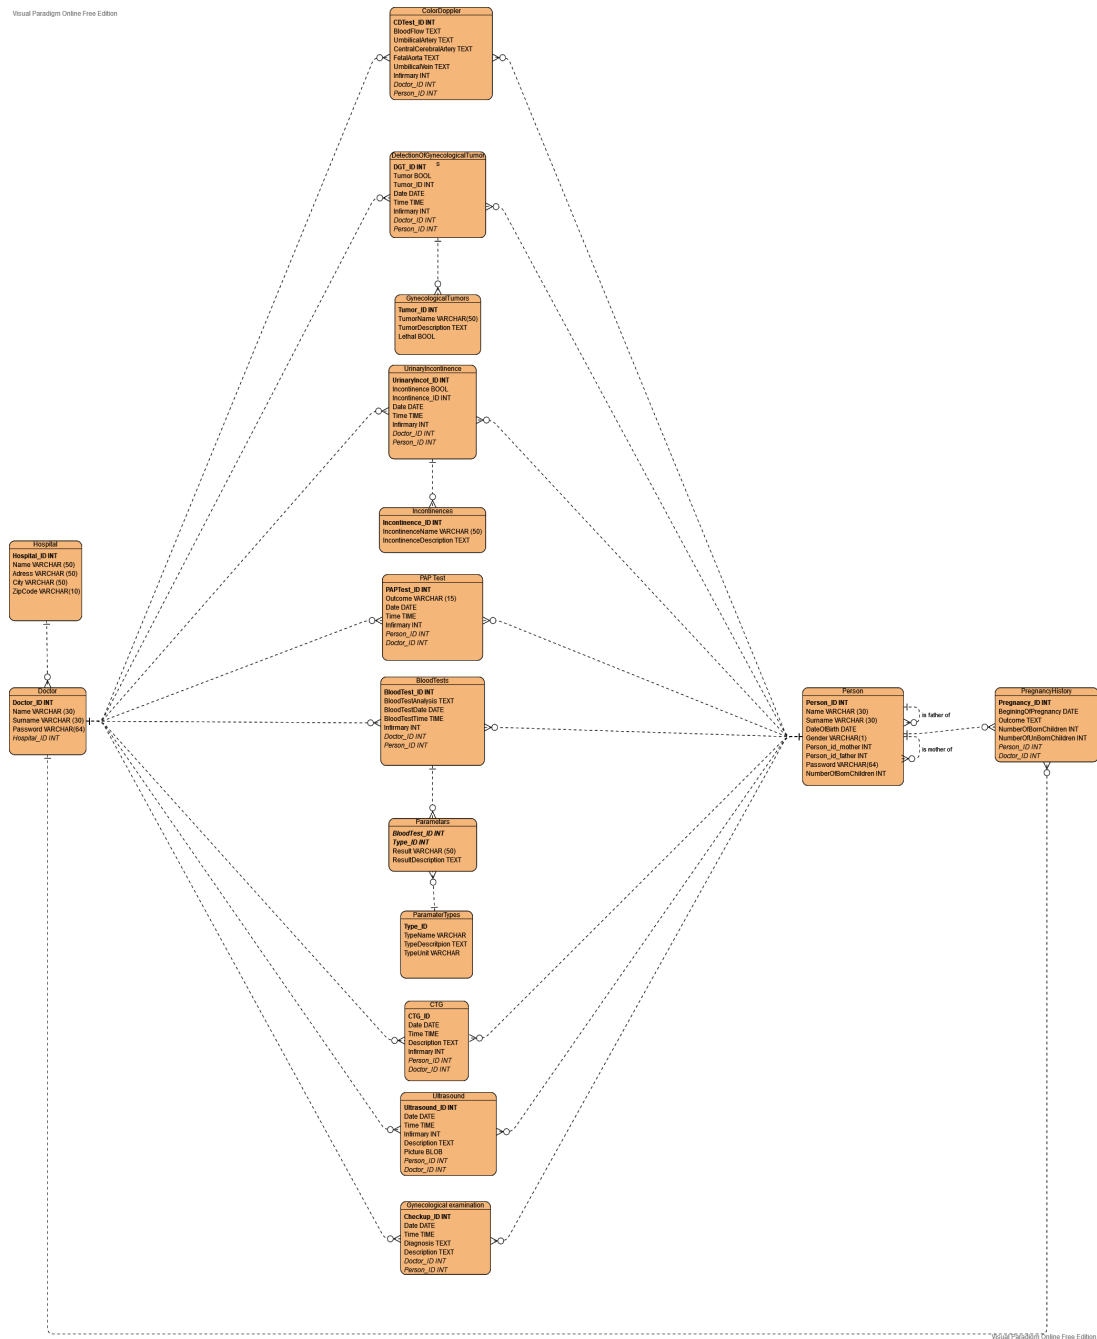 Visual Paradigm Online Free Edition
ColorDoppler
CDTest_ID INT
BloodFlow TEXT
UmbilicalArtery TEXT
CentralCerebralArtery TEXT
FetalAorta TEXT
UmbilicalVein TEXT
Infirmary INT
Doctor_ID INT
Person_ID INT
DetectionOfGynecologicalTumor
s
DGT_ID INT
Tumor BOOL
Tumor_ID INT
Date DATE
Time TIME
Infirmary INT
Doctor_ID INT
Person_ID INT
GynecologicalTumors
Tumor_ID INT
TumorName VARCHAR(50)
TumorDescription TEXT
Lethal BOOL
UrinaryIncontinence
UrinaryIncot_ID INT
Incontinence BOOL
Incontinence_ID INT
Date DATE
Time TIME
Infirmary INT
Doctor_ID INT
Person_ID INT
Incontinences
Incontinence_ID INT
IncontinenceName VARCHAR (50)
IncontinenceDescription TEXT
Hospital
Hospital_ID INT
Name VARCHAR (50)
Adress VARCHAR (50)
City VARCHAR (50)
ZipCode VARCHAR(10)
PAP Test
PAPTest_ID INT
Outcome VARCHAR (15)
Date DATE
Time TIME
Infirmary INT
Person_ID INT
Doctor_ID INT
Doctor
Doctor_ID INT
Name VARCHAR (30)
Surname VARCHAR (30)
Password VARCHAR(64)
Hospital_ID INT
BloodTests
BloodTest_ID INT
BloodTestAnalysis TEXT
BloodTestDate DATE
BloodTestTime TIME
Infirmary INT
Doctor_ID INT
Person_ID INT
Person
Person_ID INT
Name VARCHAR (30)
Surname VARCHAR (30)
DateOfBirth DATE
Gender VARCHAR(1)
Person_id_mother INT
Person_id_father INT
Password VARCHAR(64)
NumberOfBornChildren INT
is father of
is mother of
PregnancyHistory
Pregnancy_ID INT
BeginingOfPregnancy DATE
Outcome TEXT
NumberOfBornChildren INT
NumberOfUnBornChildren INT
Person_ID INT
Doctor_ID INT
Parametars
BloodTest_ID INT
Type_ID INT
Result VARCHAR (50)
ResultDescription TEXT
ParamaterTypes
Type_ID
TypeName VARCHAR
TypeDescritpion TEXT
TypeUnit VARCHAR
CTG
CTG_ID
Date DATE
Time TIME
Description TEXT
Infirmary INT
Person_ID INT
Doctor_ID INT
Ultrasound
Ultrasound_ID INT
Date DATE
Time TIME
Infirmary INT
Description TEXT
Picture BLOB
Person_ID INT
Doctor_ID INT
Gynecological examination
Checkup_ID INT
Date DATE
Time TIME
Diagnosis TEXT
Description TEXT
Doctor_ID INT
Person_ID INT
Visual Paradigm Online Free Edition